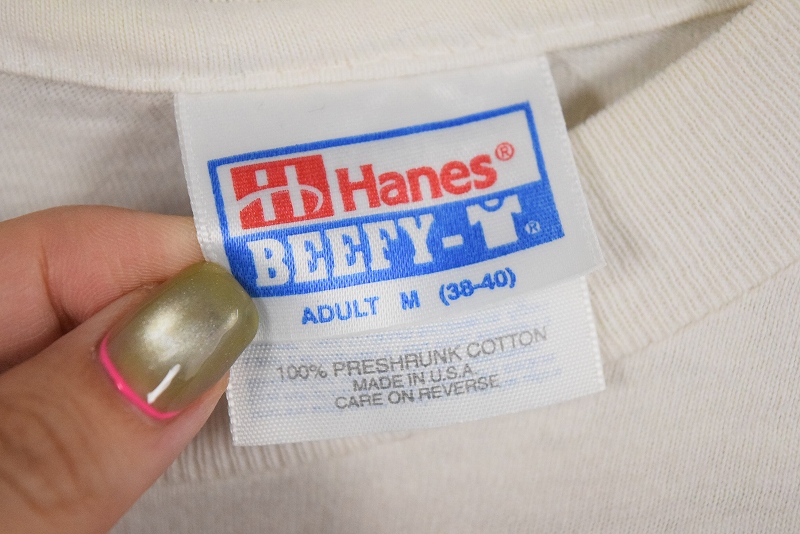 H Hanes®
BEEFY-T®
ADULT M (38-40)
100% PRESHRUNK COTTON
MADE IN U.S.A.
CARE ON REVERSE